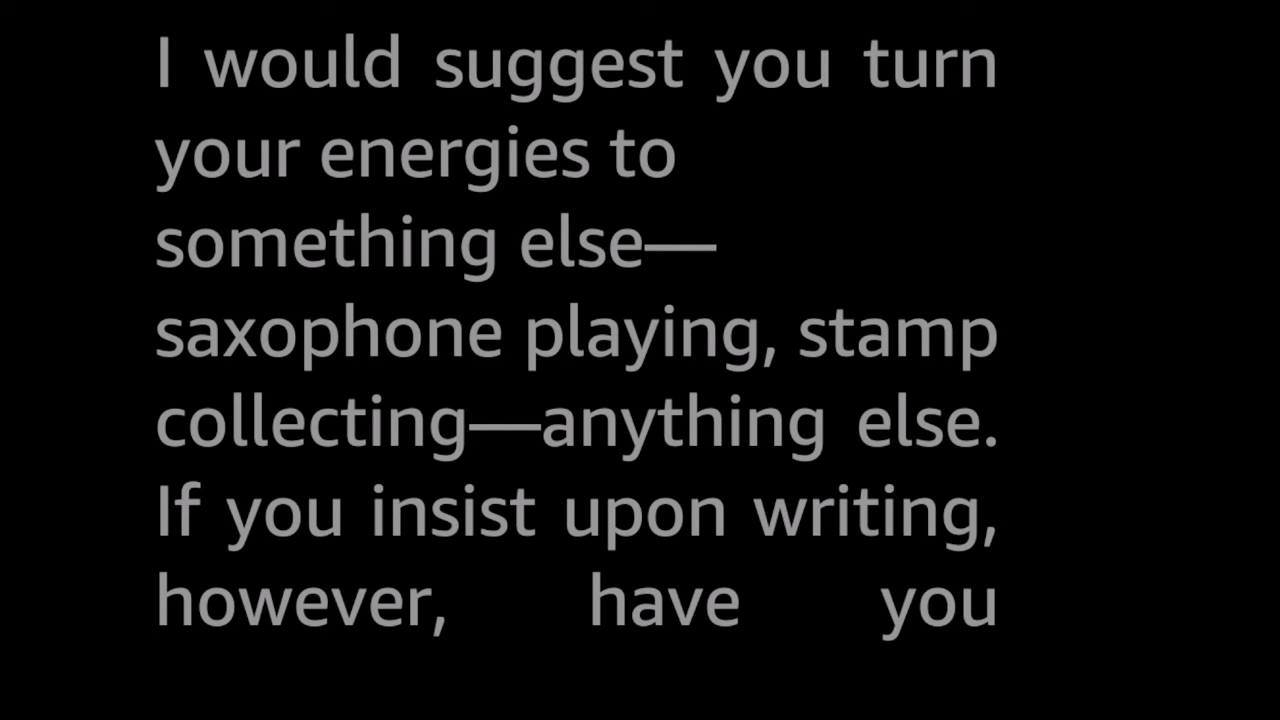 I would suggest you turn
your energies to
something else—
saxophone playing, stamp
collecting—anything else.
If you insist upon writing,
however, have you